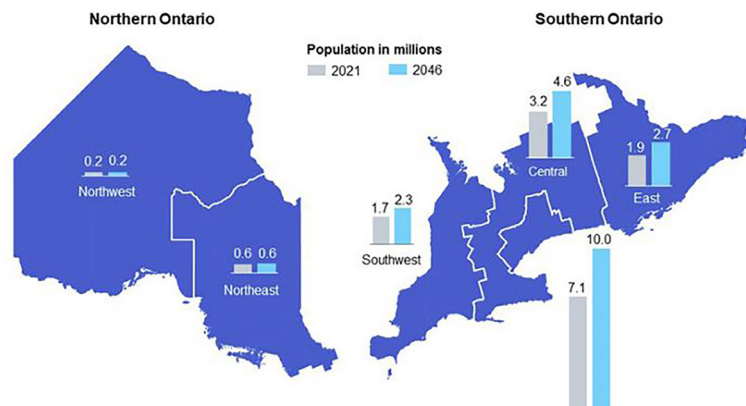 Northern Ontario
Southern Ontario
Population in millions
2021 2046
0.2 0.2
Northwest
0.6 0.6
Northeast
3.2 4.6
Central
1.9 2.7
East
1.7 2.3
Southwest
7.1 10.0